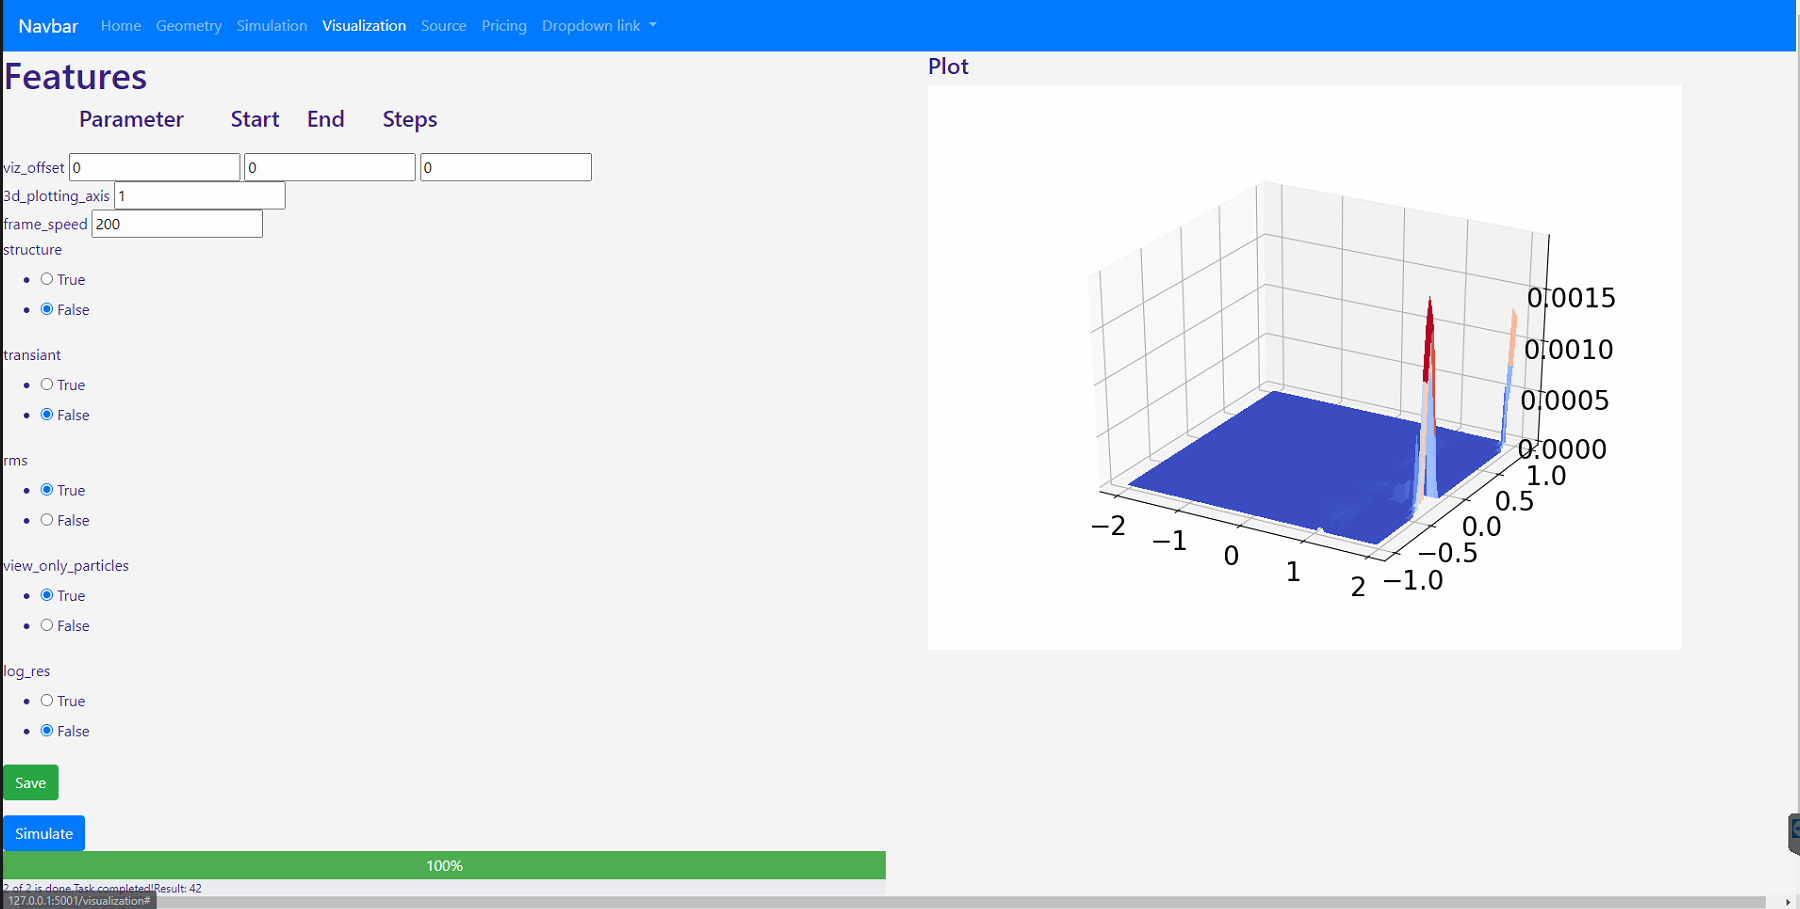 Navbar Home Geometry Simulation Visualization Source Pricing Dropdown link
Features
Parameter Start End Steps
viz_offset 0 0 0
3d_plotting_axis 1
frame_speed 200
structure
True
False
transiant
True
False
rms
True
False
view_only_particles
True
False
log_res
True
False
Save
Simulate
100%
2 of 2 is done Task completed!Result: 42
127.0.0.1:5001/visualization#
Plot
0.0015
0.0010
0.0005
0.0000
1.0
0.5
0.0
−0.5
−1.0
−2
−1
0
1
2